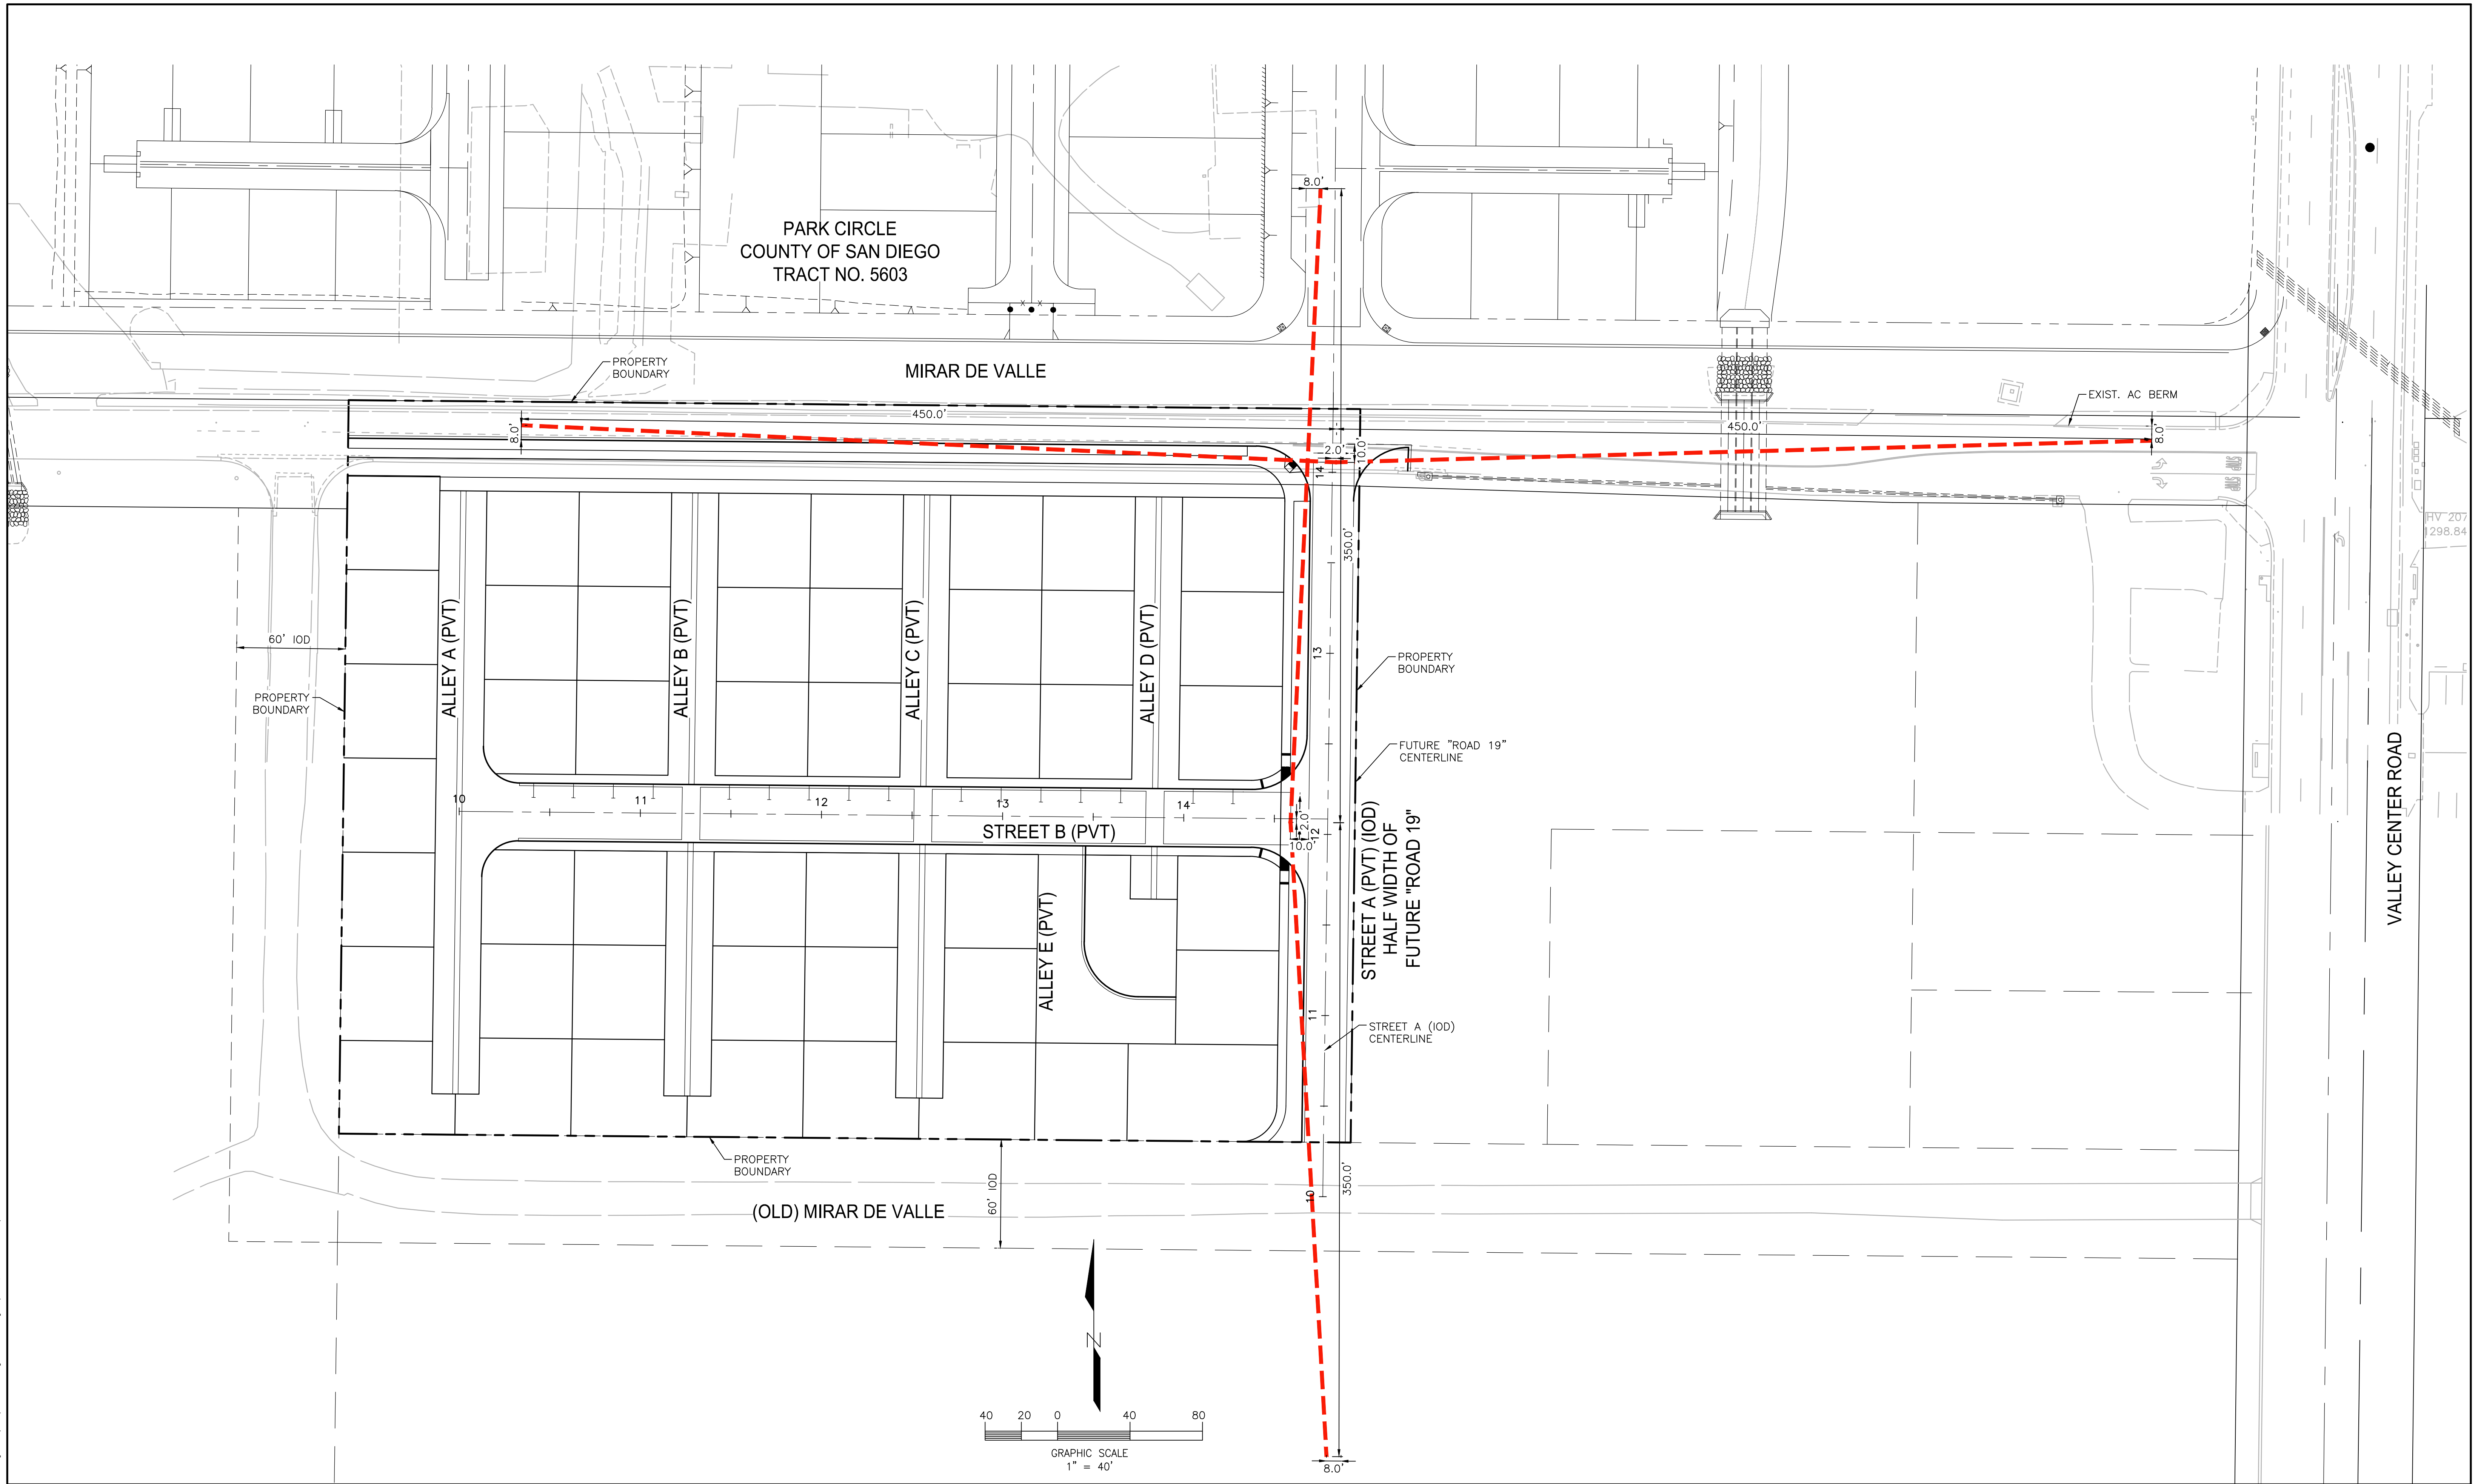 8.0'
PARK CIRCLE
COUNTY OF SAN DIEGO
TRACT NO. 5603
X X
PROPERTY
BOUNDARY
MIRAR DE VALLE
EXIST. AC BERM
450.0'
450.0'
8.0'
8.0'
2.0'
10.0'
14
HV 207
1298.84
350.0'
ALLEY A (PVT)
ALLEY B (PVT)
ALLEY C (PVT)
ALLEY D (PVT)
13
60' IOD
PROPERTY
BOUNDARY
PROPERTY
BOUNDARY
FUTURE "ROAD 19"
CENTERLINE
10
11
12
13
14
STREET B (PVT)
2.0'
12
10.0'
STREET A (PVT) (IOD)
HALF WIDTH OF
FUTURE "ROAD 19"
VALLEY CENTER ROAD
ALLEY E (PVT)
11
STREET A (IOD)
CENTERLINE
PROPERTY
BOUNDARY
60' IOD
10
350.0'
(OLD) MIRAR DE VALLE
N
40 20 0 40 80
GRAPHIC SCALE
1" = 40'
8.0'